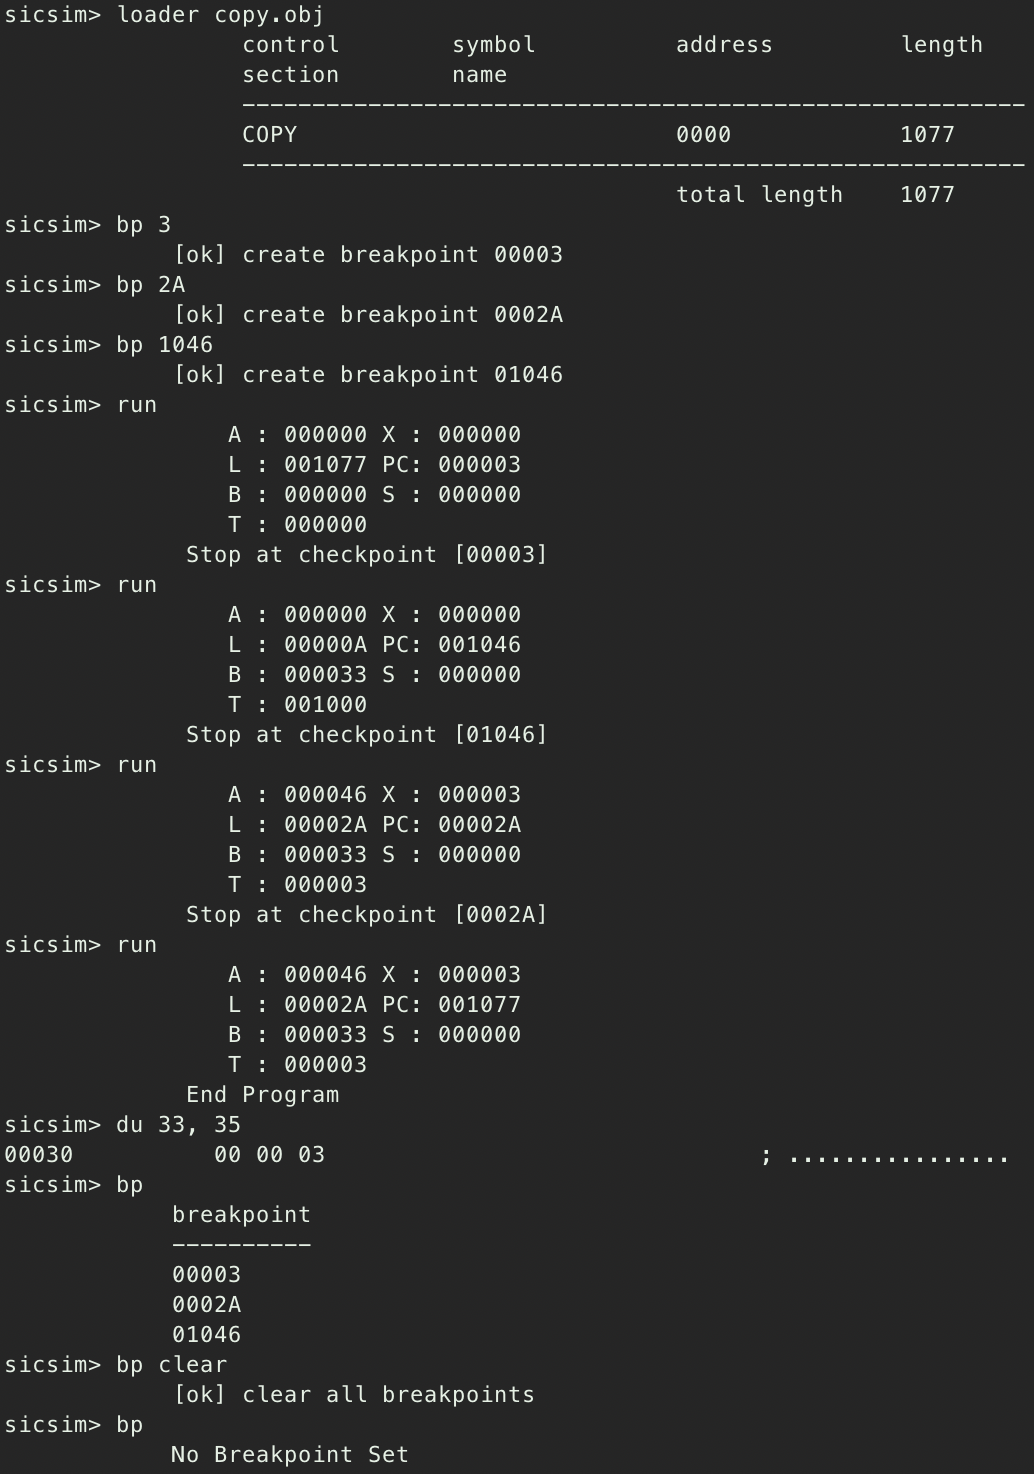 sicsim> loader copy.obj
control symbol address length
section name
--------------------------------------------------------
COPY 0000 1077
--------------------------------------------------------
total length 1077
sicsim> bp 3
[ok] create breakpoint 00003
sicsim> bp 2A
[ok] create breakpoint 0002A
sicsim> bp 1046
[ok] create breakpoint 01046
sicsim> run
A : 000000 X : 000000
L : 001077 PC: 000003
B : 000000 S : 000000
T : 000000
Stop at checkpoint [00003]
sicsim> run
A : 000000 X : 000000
L : 00000A PC: 001046
B : 000033 S : 000000
T : 001000
Stop at checkpoint [01046]
sicsim> run
A : 000046 X : 000003
L : 00002A PC: 00002A
B : 000033 S : 000000
T : 000003
Stop at checkpoint [0002A]
sicsim> run
A : 000046 X : 000003
L : 00002A PC: 001077
B : 000033 S : 000000
T : 000003
End Program
sicsim> du 33, 35
00030 00 00 03 ; ................
sicsim> bp
breakpoint
----------
00003
0002A
01046
sicsim> bp clear
[ok] clear all breakpoints
sicsim> bp
No Breakpoint Set